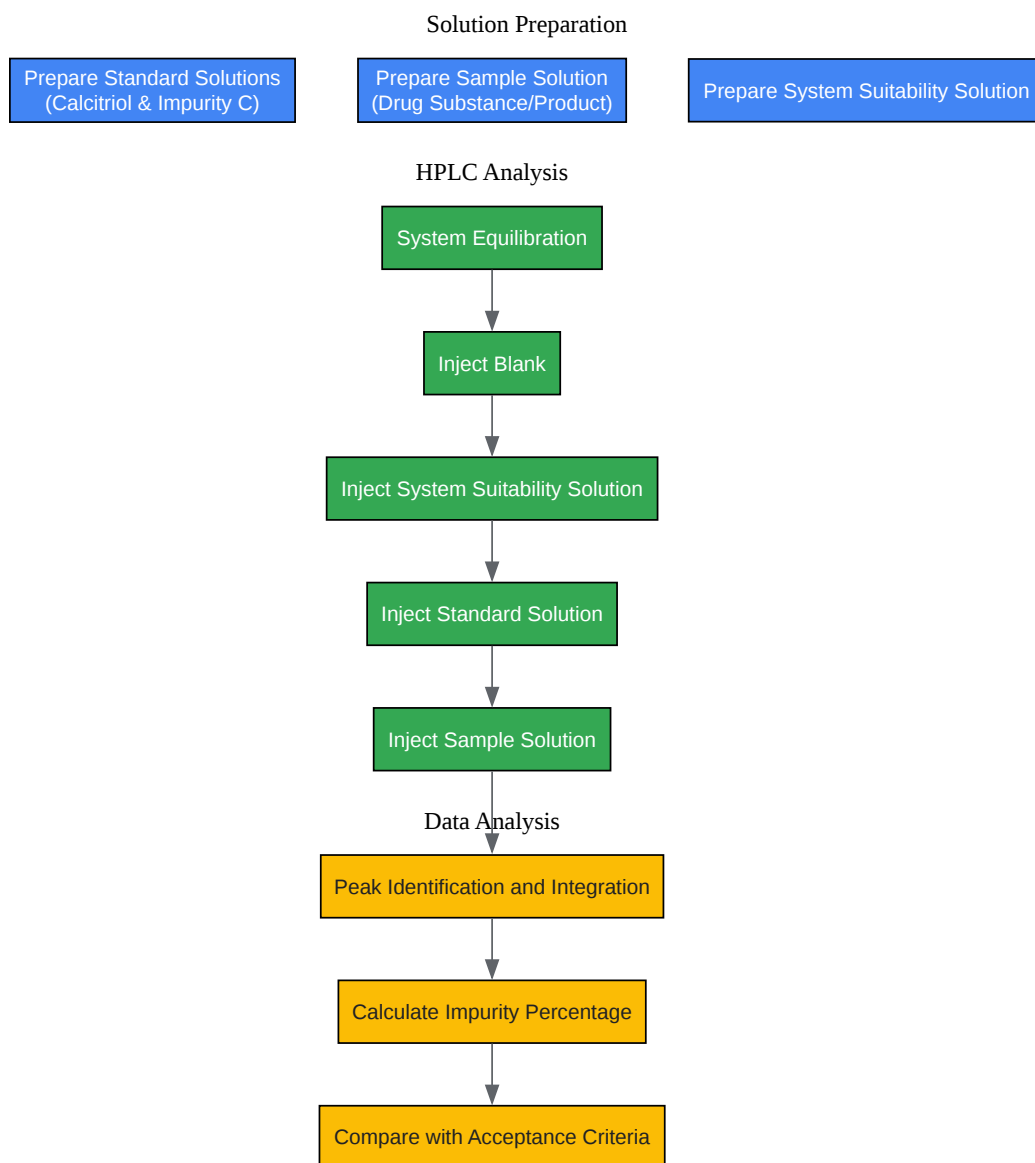 Solution Preparation
Prepare Standard Solutions
(Calcitriol & Impurity C)
Prepare Sample Solution
(Drug Substance/Product)
Prepare System Suitability Solution
HPLC Analysis
System Equilibration
Inject Blank
Inject System Suitability Solution
Inject Standard Solution
Inject Sample Solution
Data Analysis
Peak Identification and Integration
Calculate Impurity Percentage
Compare with Acceptance Criteria